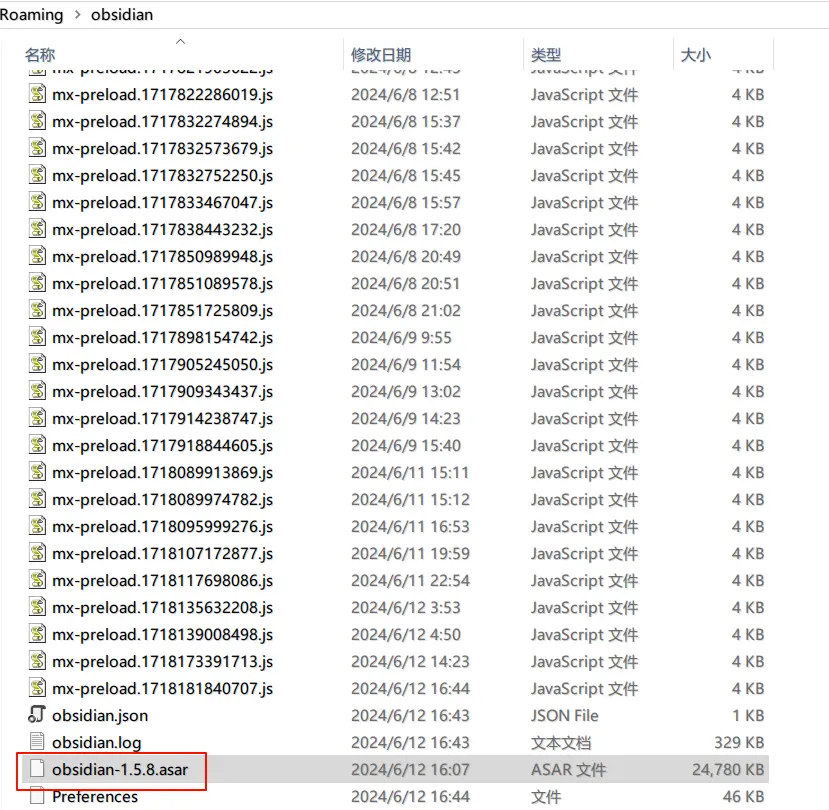 Roaming > obsidian
名称 修改日期 类型 大小
mx-preload.1717822286019.js 2024/6/8 12:51 JavaScript 文件 4 KB
mx-preload.1717832274894.js 2024/6/8 15:37 JavaScript 文件 4 KB
mx-preload.1717832573679.js 2024/6/8 15:42 JavaScript 文件 4 KB
mx-preload.1717832752250.js 2024/6/8 15:45 JavaScript 文件 4 KB
mx-preload.1717833467047.js 2024/6/8 15:57 JavaScript 文件 4 KB
mx-preload.1717838443232.js 2024/6/8 17:20 JavaScript 文件 4 KB
mx-preload.1717850989948.js 2024/6/8 20:49 JavaScript 文件 4 KB
mx-preload.1717851089578.js 2024/6/8 20:51 JavaScript 文件 4 KB
mx-preload.1717851725809.js 2024/6/8 21:02 JavaScript 文件 4 KB
mx-preload.1717898154742.js 2024/6/9 9:55 JavaScript 文件 4 KB
mx-preload.1717905245050.js 2024/6/9 11:54 JavaScript 文件 4 KB
mx-preload.1717909343437.js 2024/6/9 13:02 JavaScript 文件 4 KB
mx-preload.1717914238747.js 2024/6/9 14:23 JavaScript 文件 4 KB
mx-preload.1717918844605.js 2024/6/9 15:40 JavaScript 文件 4 KB
mx-preload.1718089913869.js 2024/6/11 15:11 JavaScript 文件 4 KB
mx-preload.1718089974782.js 2024/6/11 15:12 JavaScript 文件 4 KB
mx-preload.1718095999276.js 2024/6/11 16:53 JavaScript 文件 4 KB
mx-preload.1718107172877.js 2024/6/11 19:59 JavaScript 文件 4 KB
mx-preload.1718117698086.js 2024/6/11 22:54 JavaScript 文件 4 KB
mx-preload.1718135632208.js 2024/6/12 3:53 JavaScript 文件 4 KB
mx-preload.1718139008498.js 2024/6/12 4:50 JavaScript 文件 4 KB
mx-preload.1718173391713.js 2024/6/12 14:23 JavaScript 文件 4 KB
mx-preload.1718181840707.js 2024/6/12 16:44 JavaScript 文件 4 KB
obsidian.json 2024/6/12 16:43 JSON File 1 KB
obsidian.log 2024/6/12 16:43 文本文档 329 KB
obsidian-1.5.8.asar 2024/6/12 16:07 ASAR 文件 24,780 KB
Preferences 2024/6/12 16:44 文件 46 KB